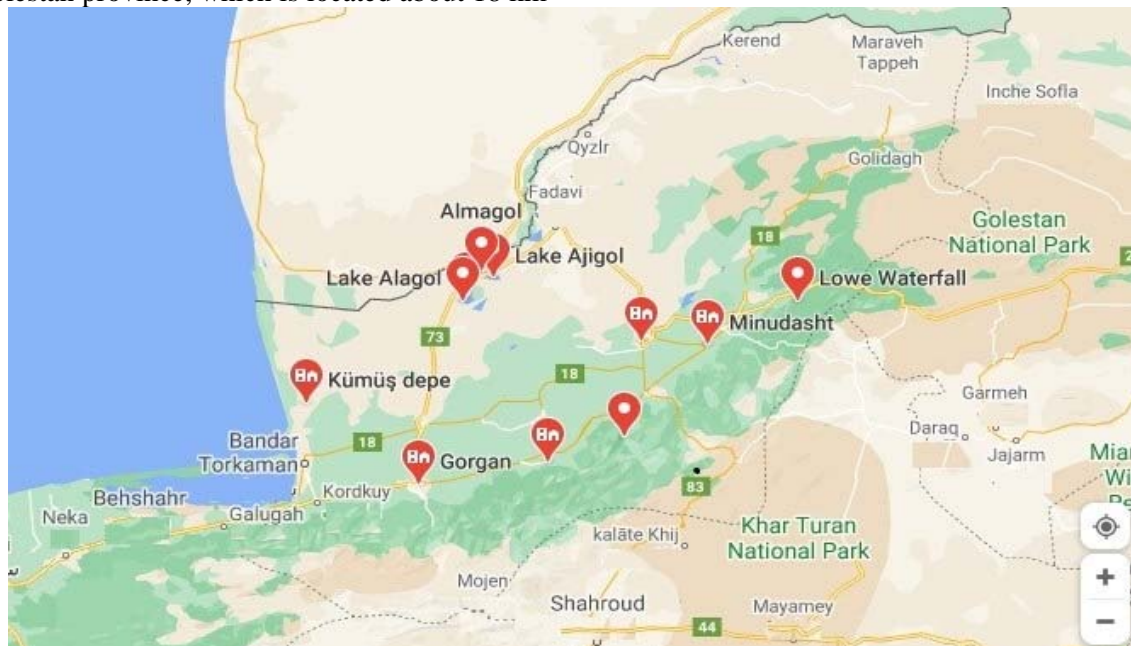 Kerend
Maraveh
Tappeh
Inche Sofla
Qyzlr
Golidagh
Fadavi
Almagol
Golestan
National Park
18
Lake Ajigol
2
Lake Alagol
Lowe Waterfall
Minudasht
73
18
Kümüş depe
Garmeh
Daraq
Jajarm
Bandar
Torkaman
18
Gorgan
Behshahr
Kordkuy
83
Neka
Galugah
kalāte Khij
Khar Turan
National Park
Mojen
Shahroud
Mayamey
44
+
−